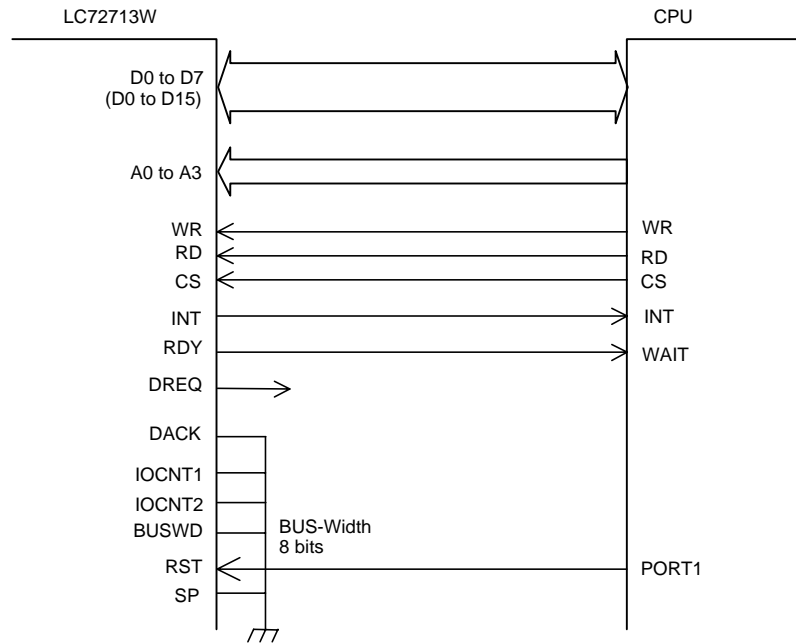 LC72713W
CPU
D0 to D7
(D0 to D15)
A0 to A3
WR
WR
RD
RD
CS
CS
INT
INT
RDY
WAIT
DREQ
DACK
IOCNT1
IOCNT2
BUSWD
BUS-Width
8 bits
RST
PORT1
SP